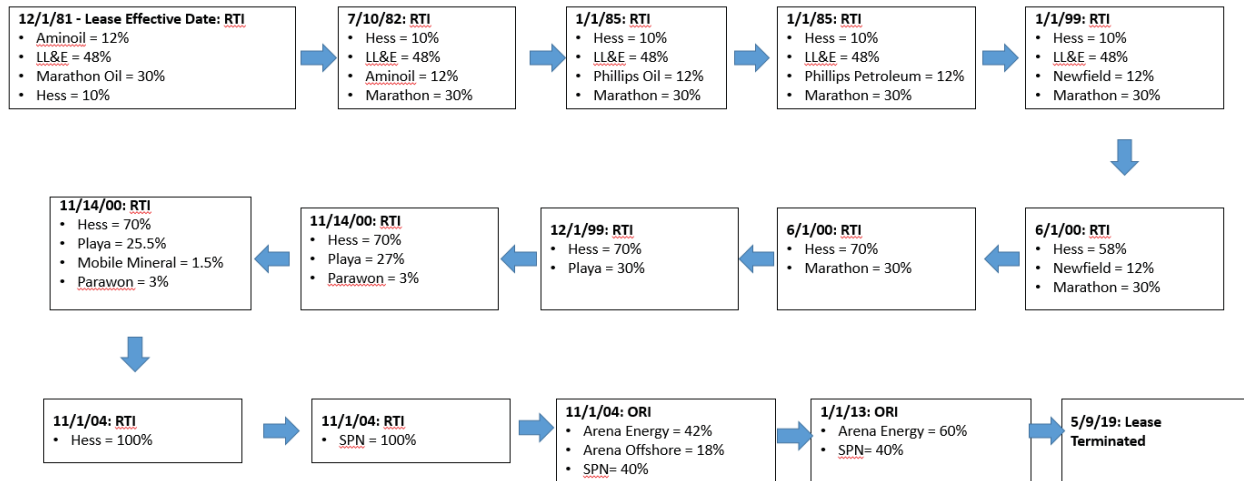 12/1/81 - Lease Effective Date: RTI
• Aminoil = 12%
• LL&E = 48%
• Marathon Oil = 30%
• Hess = 10%
7/10/82: RTI
• Hess = 10%
• LL&E = 48%
• Aminoil = 12%
• Marathon = 30%
1/1/85: RTI
• Hess = 10%
• LL&E = 48%
• Phillips Oil = 12%
• Marathon = 30%
1/1/85: RTI
• Hess = 10%
• LL&E = 48%
• Phillips Petroleum = 12%
• Marathon = 30%
1/1/99: RTI
• Hess = 10%
• LL&E = 48%
• Newfield = 12%
• Marathon = 30%
6/1/00: RTI
• Hess = 58%
• Newfield = 12%
• Marathon = 30%
6/1/00: RTI
• Hess = 70%
• Marathon = 30%
12/1/99: RTI
• Hess = 70%
• Playa = 30%
11/14/00: RTI
• Hess = 70%
• Playa = 27%
• Parawon = 3%
11/14/00: RTI
• Hess = 70%
• Playa = 25.5%
• Mobile Mineral = 1.5%
• Parawon = 3%
11/1/04: RTI
• Hess = 100%
11/1/04: RTI
• SPN = 100%
11/1/04: ORI
• Arena Energy = 42%
• Arena Offshore = 18%
• SPN= 40%
1/1/13: ORI
• Arena Energy = 60%
• SPN= 40%
5/9/19: Lease
Terminated